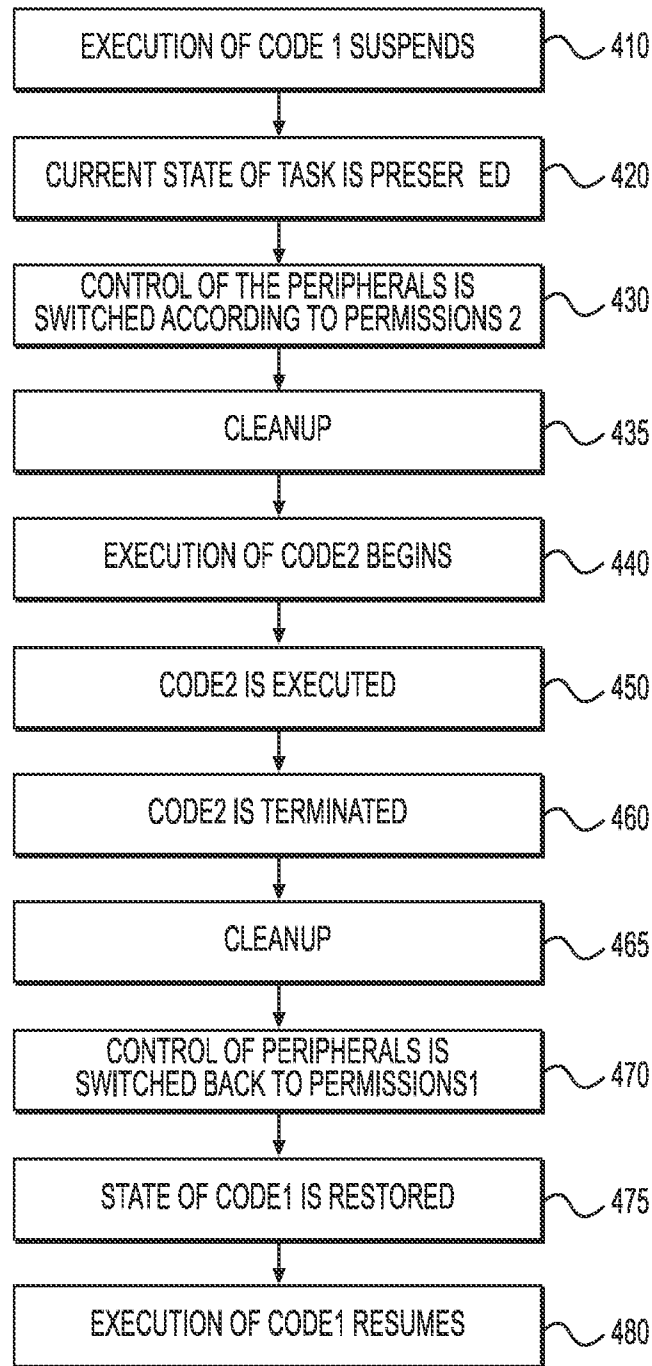 EXECUTION OF CODE 1 SUSPENDS
410
CURRENT STATE OF TASK IS PRESER ED
420
CONTROL OF THE PERIPHERALS IS
SWITCHED ACCORDING TO PERMISSIONS 2
430
CLEANUP
435
EXECUTION OF CODE2 BEGINS
440
CODE2 IS EXECUTED
450
CODE2 IS TERMINATED
460
CLEANUP
465
CONTROL OF PERIPHERALS IS
SWITCHED BACK TO PERMISSIONS1
470
STATE OF CODE1 IS RESTORED
475
EXECUTION OF CODE1 RESUMES
480